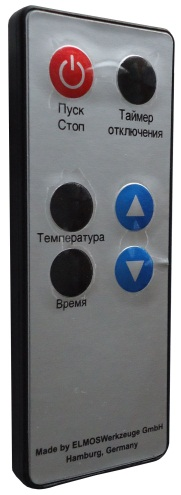 Пуск
Стоп
Таймер
отключения
Температура
Время
Made by ELMOSWerkzeuge GmbH
Hamburg, Germany